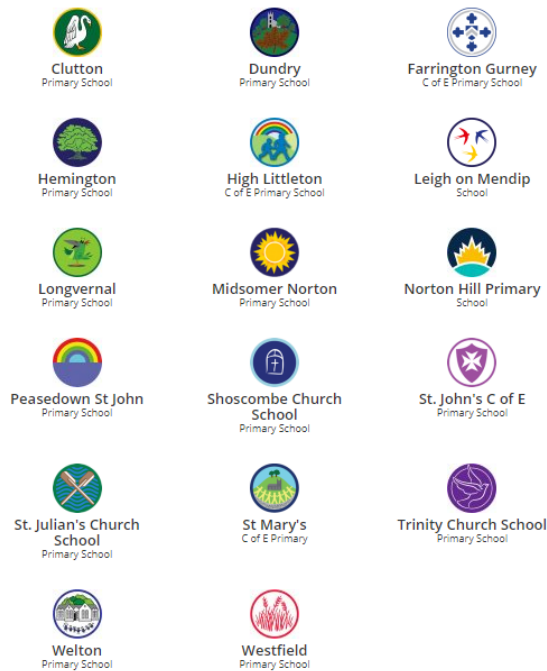 Clutton
Primary School
Dundry
Primary School
Farrington Gurney
C of E Primary School
Hemington
Primary School
High Littleton
C of E Primary School
Leigh on Mendip
School
Longvernal
Primary School
Midsomer Norton
Primary School
Norton Hill Primary
School
Peasedown St John
Primary School
Shoscombe Church
School
Primary School
St. John's C of E
Primary School
St. Julian's Church
School
Primary School
St Mary's
C of E Primary
Trinity Church School
Primary School
Welton
Primary School
Westfield
Primary School